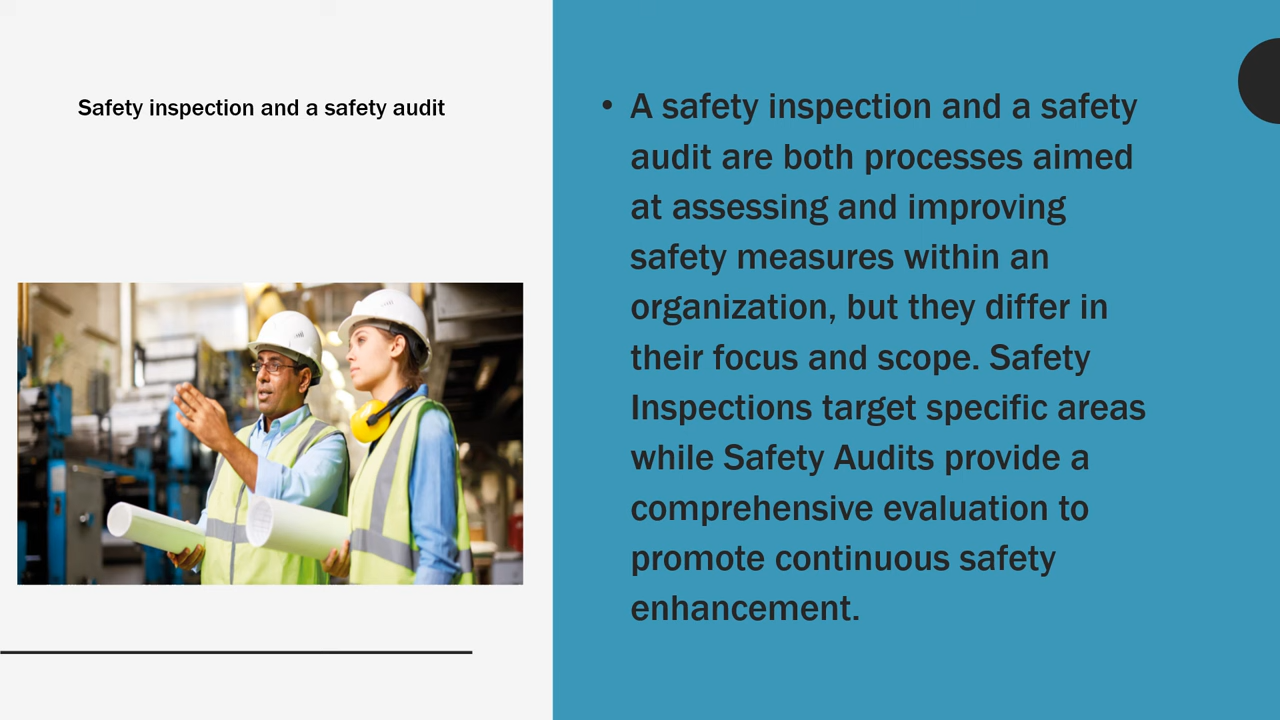 Safety inspection and a safety audit
• A safety inspection and a safety
audit are both processes aimed
at assessing and improving
safety measures within an
organization, but they differ in
their focus and scope. Safety
Inspections target specific areas
while Safety Audits provide a
comprehensive evaluation to
promote continuous safety
enhancement.